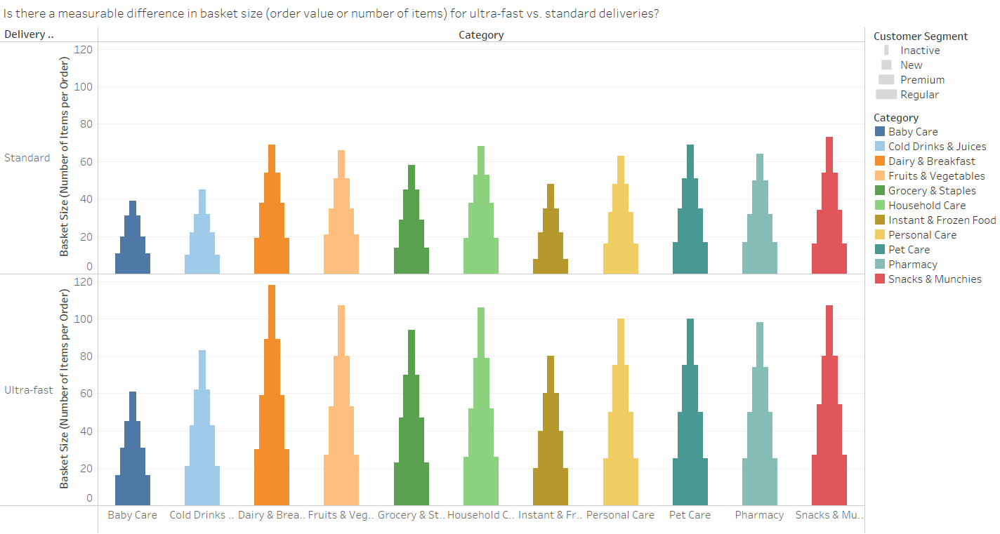 Is there a measurable difference in basket size (order value or number of items) for ultra-fast vs. standard deliveries?
Delivery ..
Category
Standard
Basket Size (Number of Items per Order)
120
100
80
60
40
20
0
Ultra-fast
Basket Size (Number of Items per Order)
120
100
80
60
40
20
0
Baby Care
Cold Drinks ..
Dairy & Brea..
Fruits & Veg..
Grocery & St..
Household C..
Instant & Fr..
Personal Care
Pet Care
Pharmacy
Snacks & Mu..
Customer Segment
Inactive
New
Premium
Regular
Category
Baby Care
Cold Drinks & Juices
Dairy & Breakfast
Fruits & Vegetables
Grocery & Staples
Household Care
Instant & Frozen Food
Personal Care
Pet Care
Pharmacy
Snacks & Munchies